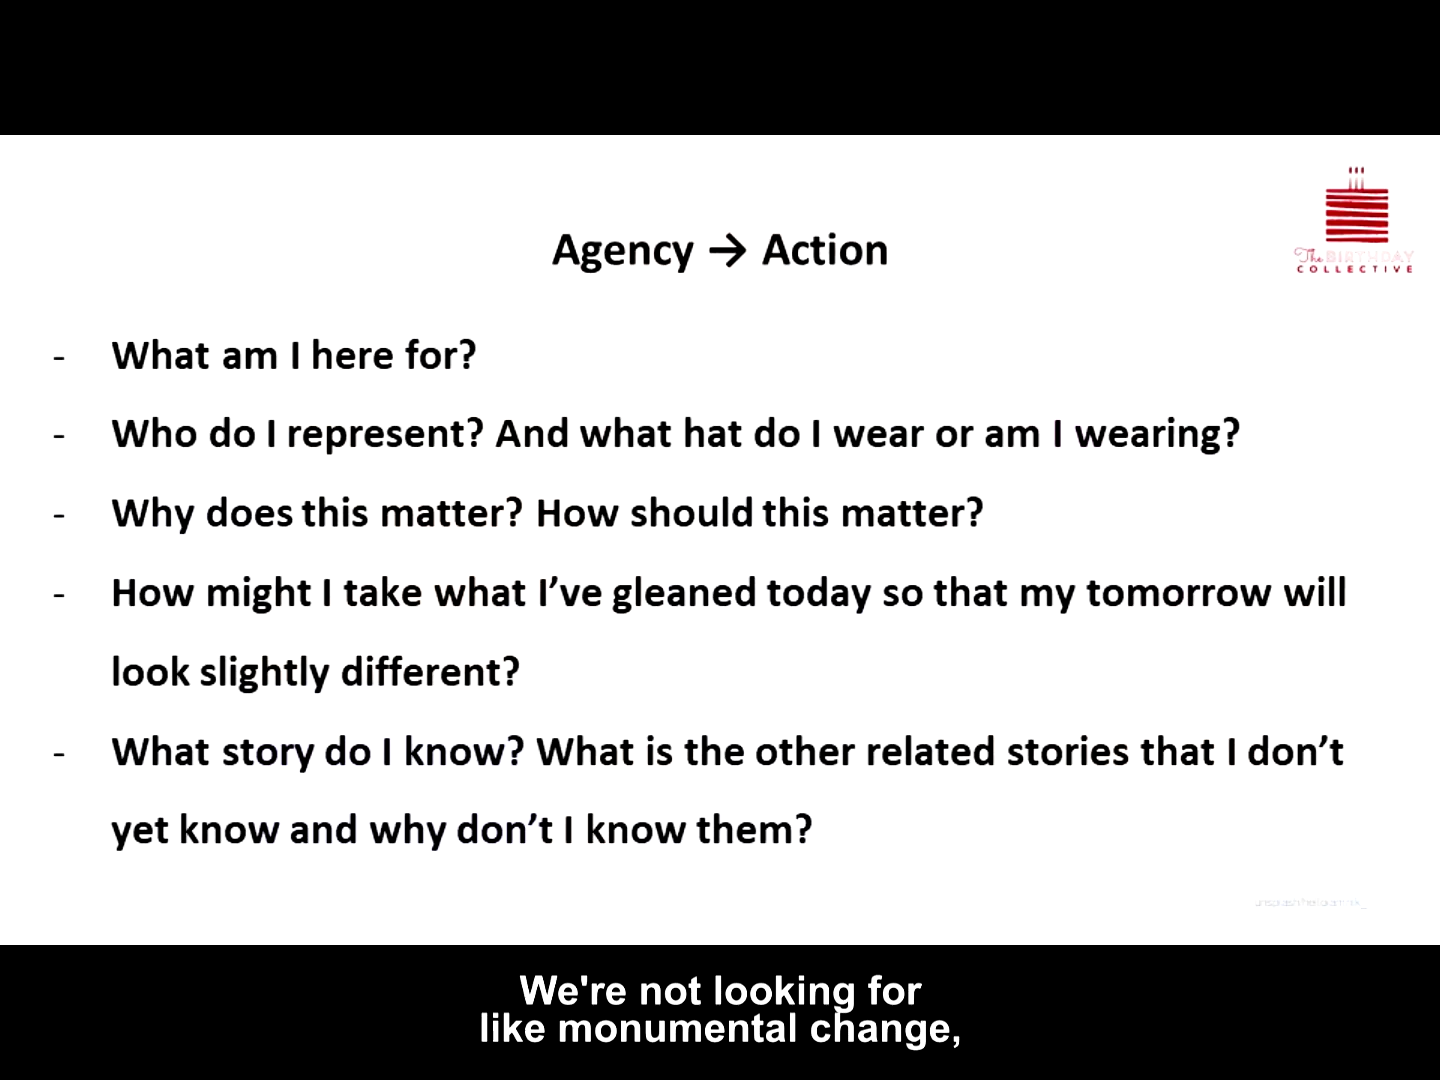 The BIRTHDAY
COLLECTIVE
Agency → Action
- What am I here for?
- Who do I represent? And what hat do I wear or am I wearing?
- Why does this matter? How should this matter?
- How might I take what I’ve gleaned today so that my tomorrow will
look slightly different?
- What story do I know? What is the other related stories that I don’t
yet know and why don’t I know them?
We're not looking for
like monumental change,